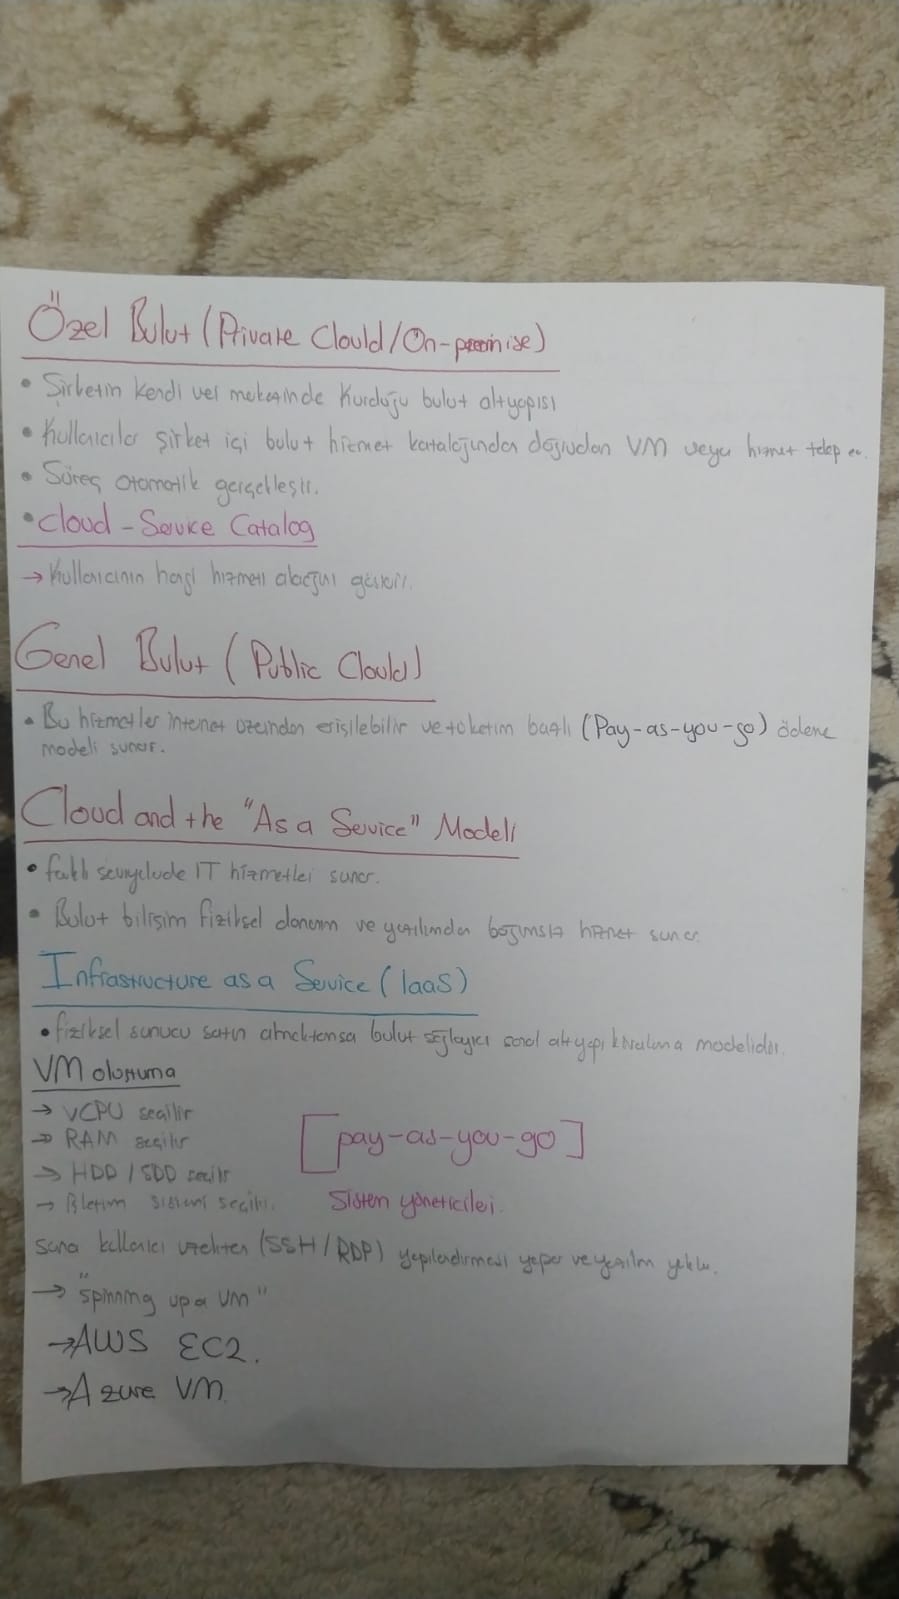 Özel Bulut (Private Clould/On-premise)
• Şirketin kendi veri merkezinde kurduğu bulut altyapısı
• Kullanıcılar şirket içi bulut hizmet kataloğundan doğrudan VM veya hizmet talep eder.
• Süreç otomatik gerçekleştir.
• Cloud - Service Catalog
→ Kullanıcının hangi hizmeti alacağını gösterir.
Genel Bulut (Public Clould)
• Bu hizmetler internet üzerinden erişilebilir ve tüketim bağlı (Pay-as-you-go) ödeme
modeli sunar.
Cloud and the "As a Service" Modeli
• farklı seviyelerde IT hizmetleri sunar.
• Bulut bilişim fiziksel donanım ve yazılımdan bağımsız hizmet sunar.
Infrastructure as a Service (IaaS)
• fiziksel sunucu satın almaktansa bulut sağlayıcı sanal altyapı kiralama modelidir.
VM oluşturma
→ VCPU seçilir
→ RAM seçilir
[pay-as-you-go]
→ HDD / SDD seçilir
→ İşletim sistemi seçilir.
Sistem yöneticileri.
Sonra kullanıcı uzaktan (SSH/RDP) yapılandırması yapar ve yazılım yükler.
→ "spinning up a VM"
→ AWS EC2.
→ Azure VM